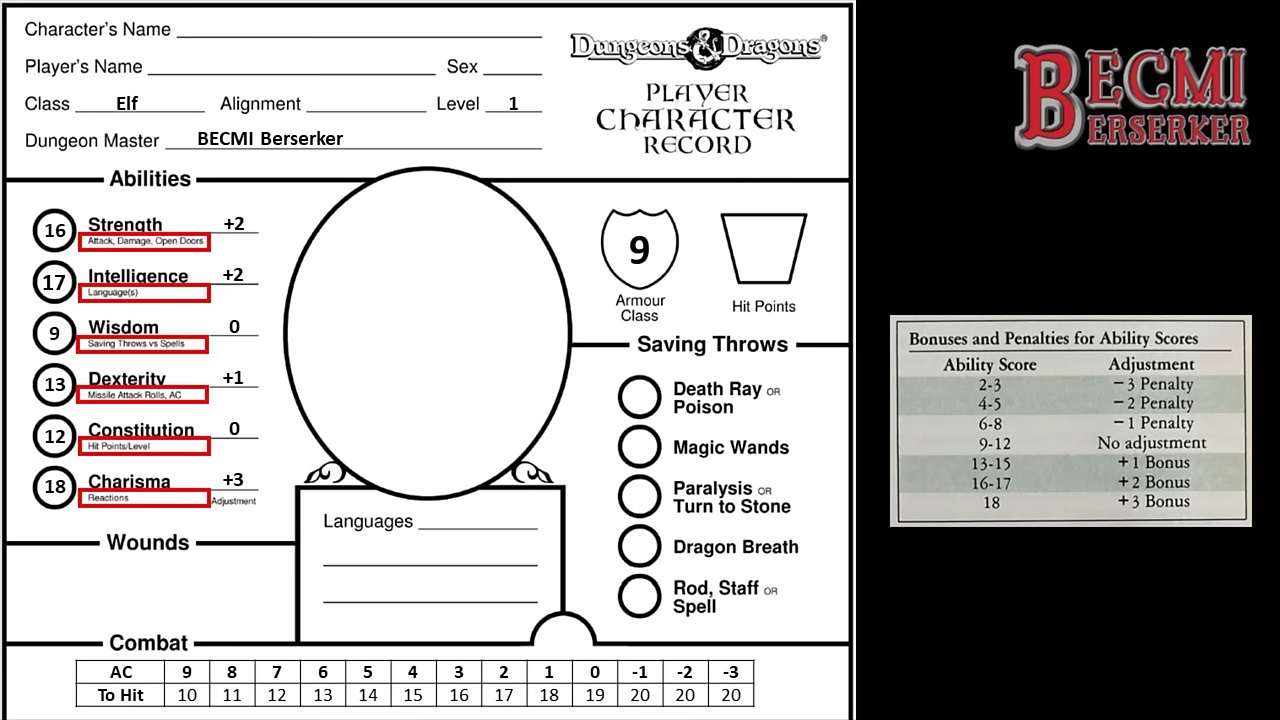 Character's Name
Player's Name Sex
Class Elf Alignment Level 1
Dungeon Master BECMI Berserker
Dungeons & Dragons®
PLAYER
CHARACTER
RECORD
BECMI
BERSERKER
Abilities
16 Strength +2
Attack, Damage, Open Doors
17 Intelligence +2
Language(s)
9 Wisdom 0
Saving Throws vs Spells
13 Dexterity +1
Missile Attack Rolls, AC
12 Constitution 0
Hit Points/Level
18 Charisma +3
Reactions Adjustment
9
Armour
Class
Hit Points
Saving Throws
Death Ray OR
Poison
Magic Wands
Paralysis OR
Turn to Stone
Dragon Breath
Rod, Staff OR
Spell
Languages
Wounds
Combat
AC 9 8 7 6 5 4 3 2 1 0 -1 -2 -3
To Hit 10 11 12 13 14 15 16 17 18 19 20 20 20
Bonuses and Penalties for Ability Scores
Ability Score Adjustment
2-3 −3 Penalty
4-5 −2 Penalty
6-8 −1 Penalty
9-12 No adjustment
13-15 +1 Bonus
16-17 +2 Bonus
18 +3 Bonus